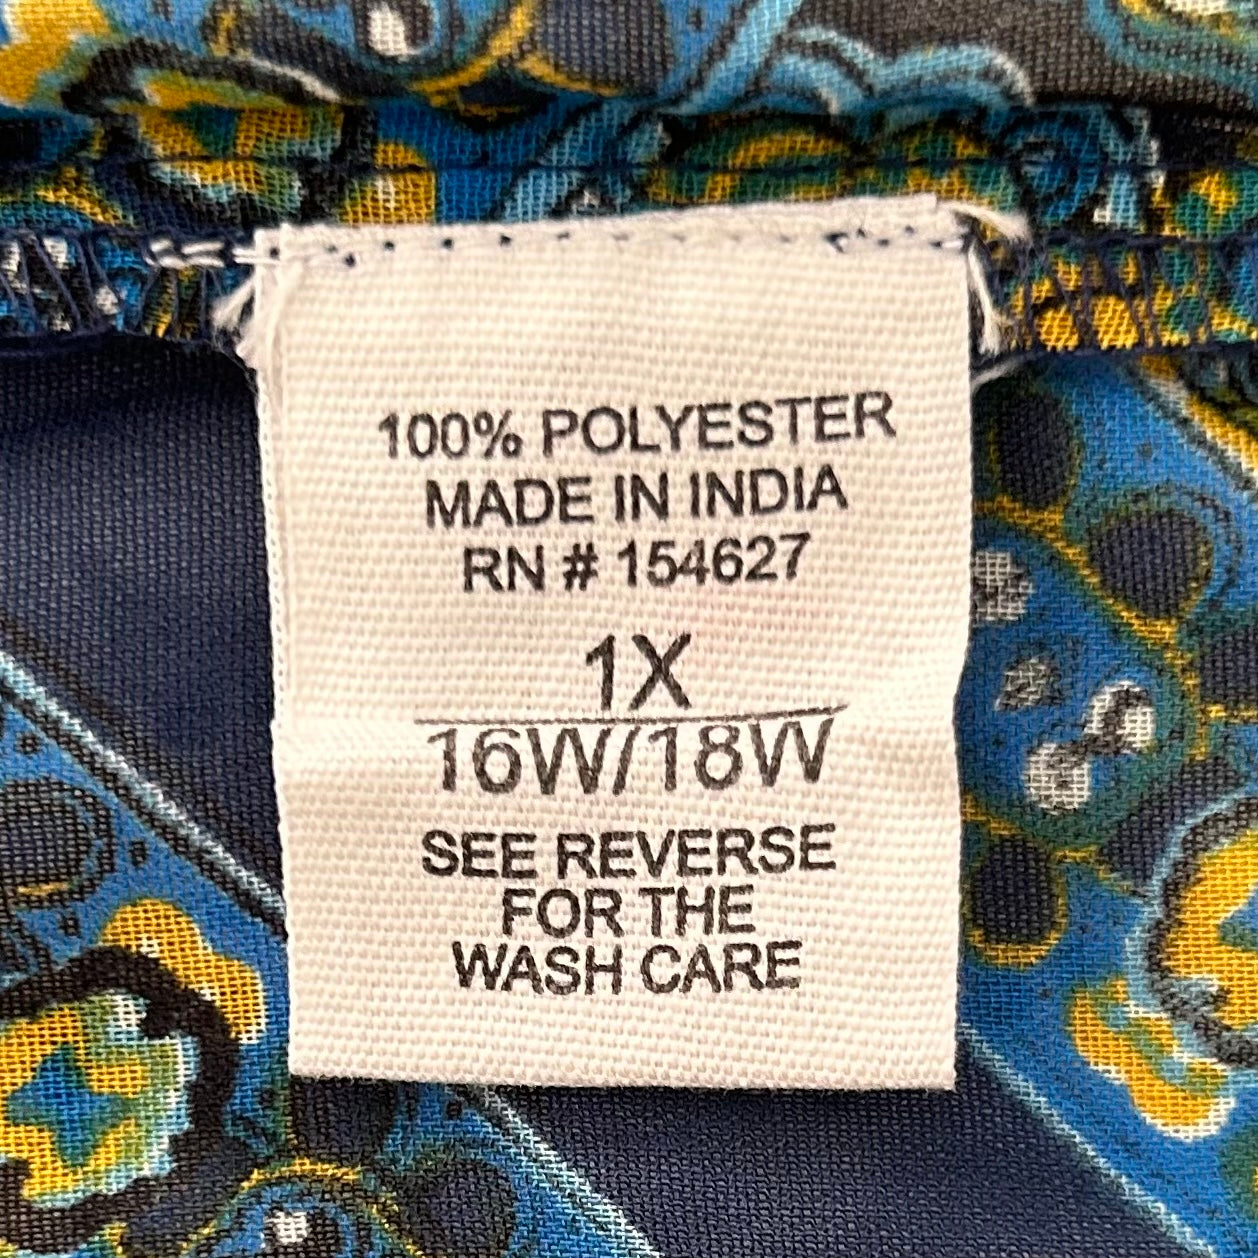 100% POLYESTER
MADE IN INDIA
RN # 154627
1X
16W/18W
SEE REVERSE
FOR THE
WASH CARE